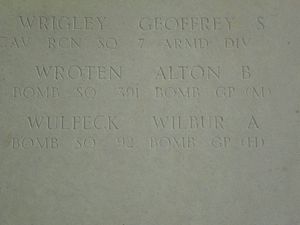 WRIGLEY GEOFFREY S
CAV RCN SQ 7 ARMD DIV
WROTEN ALTON B
BOMB SQ 391 BOMB GP (M)
WULFECK WILBUR A
BOMB SQ 92 BOMB GP (H)